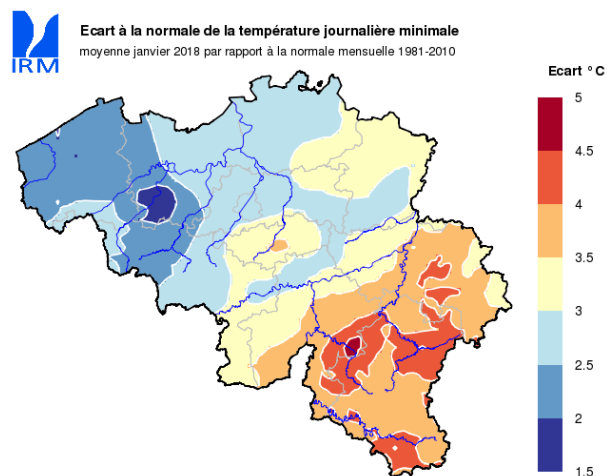 Ecart à la normale de la température journalière minimale
moyenne janvier 2018 par rapport à la normale mensuelle 1981-2010
IRM
Ecart °C
5
4.5
4
3.5
3
2.5
2
1.5